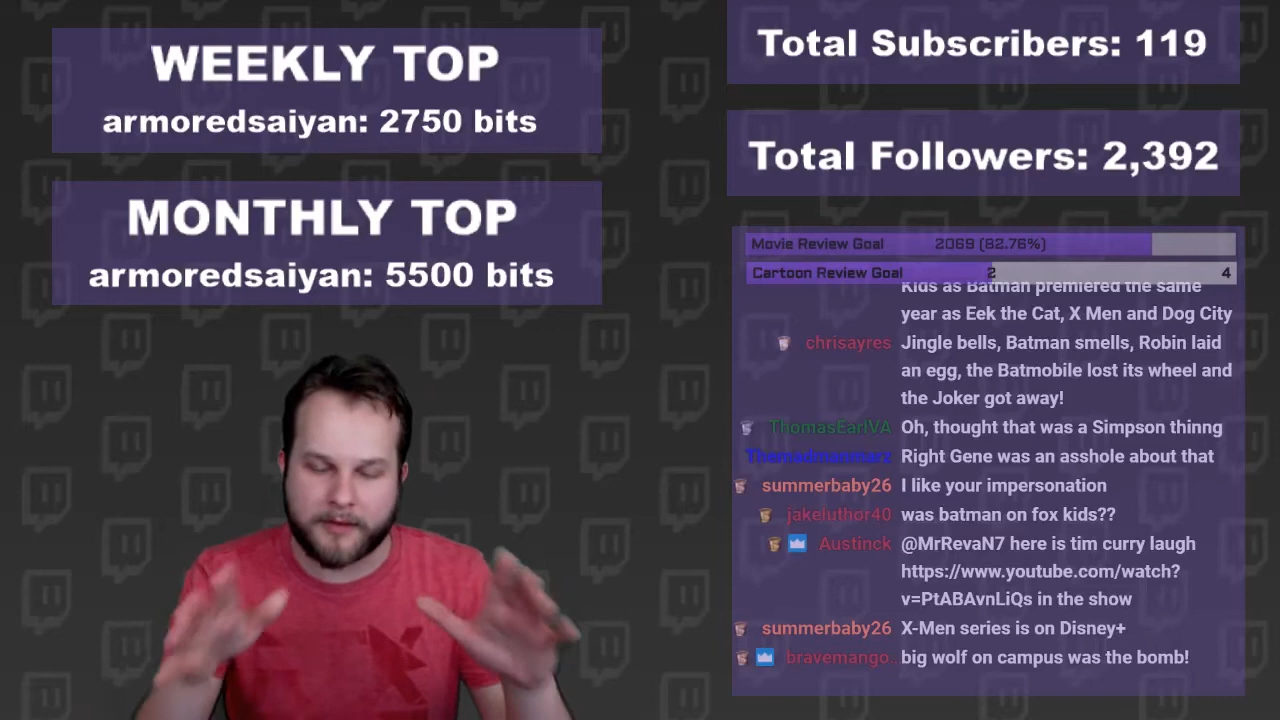 WEEKLY TOP
armoredsaiyan: 2750 bits
MONTHLY TOP
armoredsaiyan: 5500 bits
Total Subscribers: 119
Total Followers: 2,392
Movie Review Goal 2069 (82.76%)
Cartoon Review Goal 2 4
Kids as Batman premiered the same
year as Eek the Cat, X Men and Dog City
chrisayres Jingle bells, Batman smells, Robin laid
an egg, the Batmobile lost its wheel and
the Joker got away!
ThomasEarlVA Oh, thought that was a Simpson thinng
Right Gene was an asshole about that
summerbaby26 I like your impersonation
jakeluthor40 was batman on fox kids??
Austinck @MrRevaN7 here is tim curry laugh
https://www.youtube.com/watch?
v=PtABAvnLiQs in the show
summerbaby26 X-Men series is on Disney+
bravemango... big wolf on campus was the bomb!